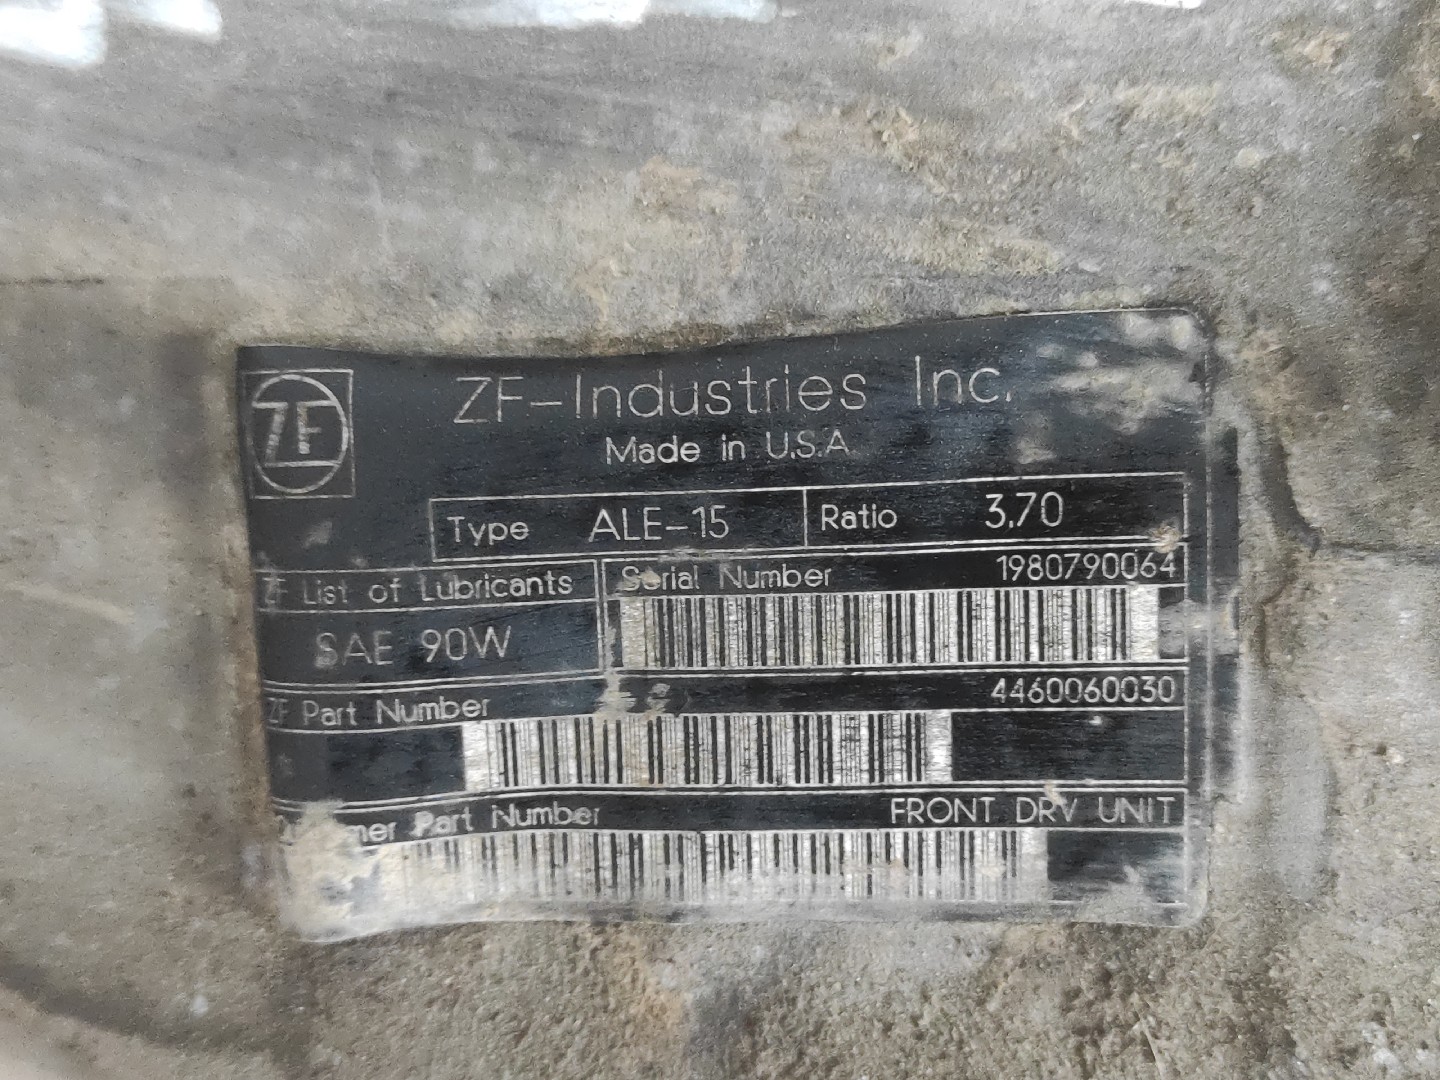 ZF
ZF-Industries Inc.
Made in U.S.A.
Type ALE-15 Ratio 3.70
ZF List of Lubricants
SAE 90W
Serial Number 1980790064
ZF Part Number 4460060030
Customer Part Number FRONT DRV UNIT